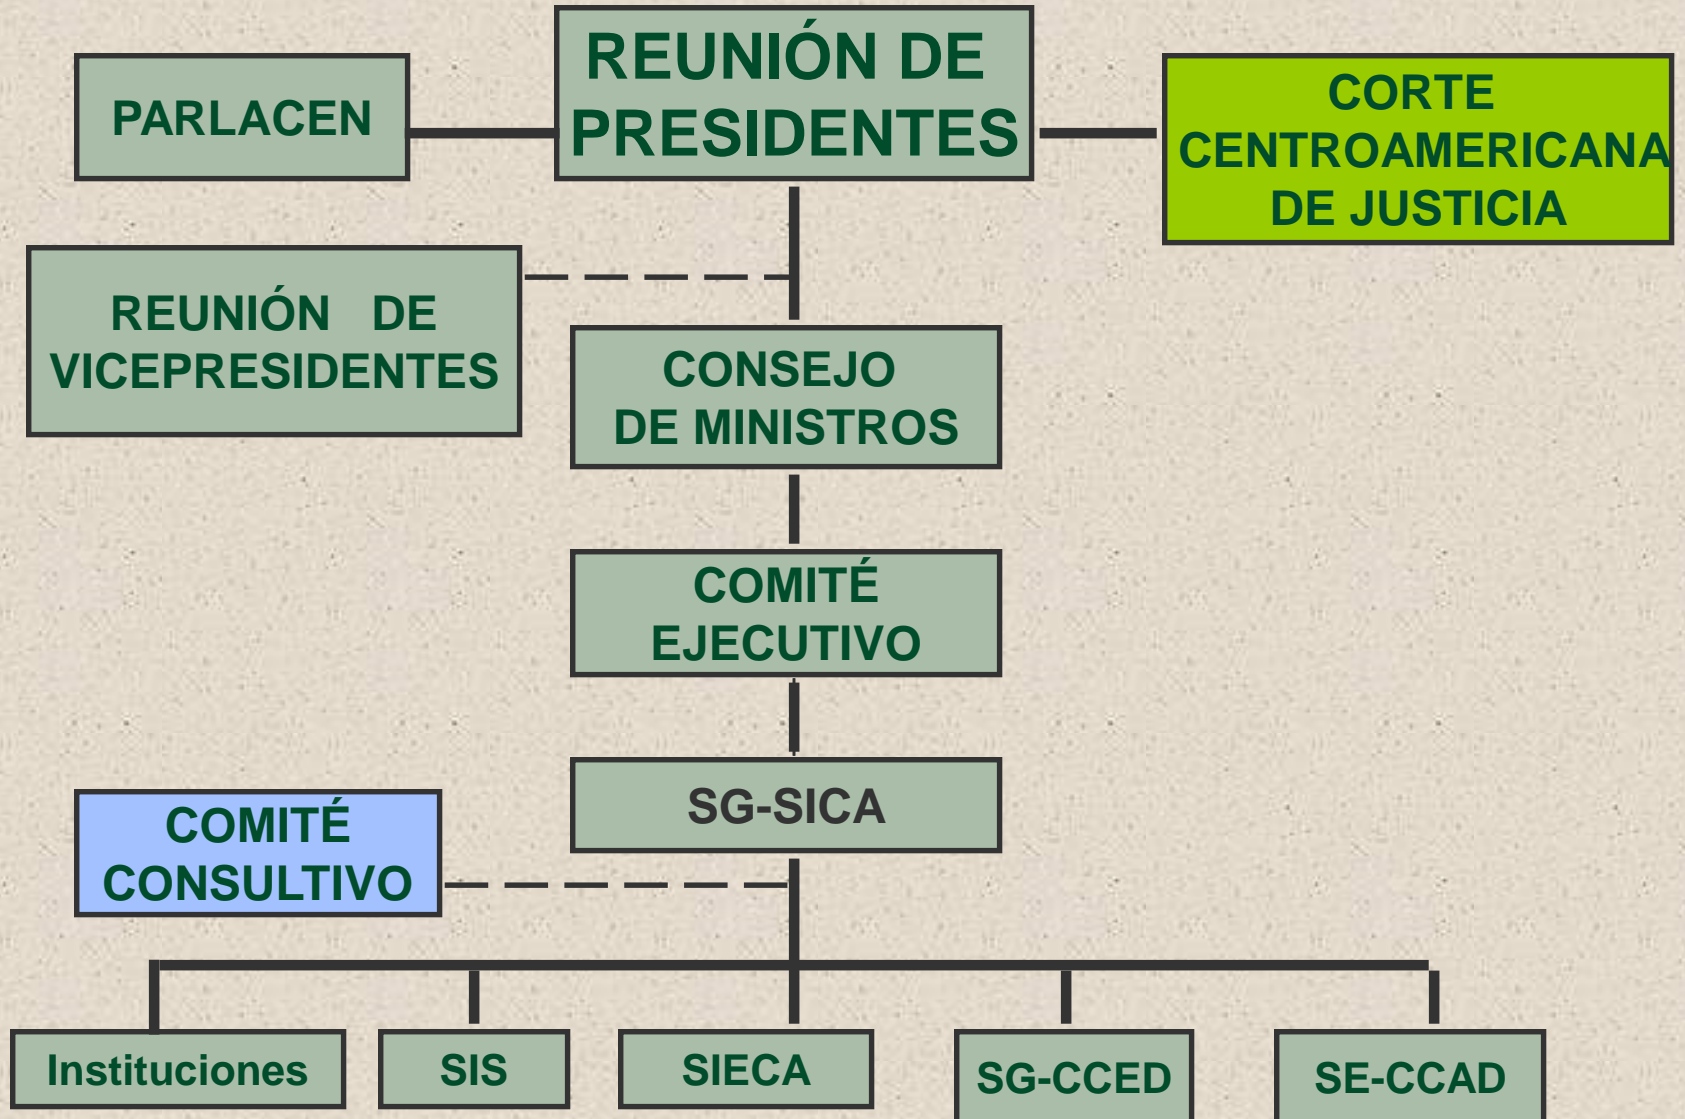 REUNIÓN DE
PRESIDENTES
PARLACEN
CORTE
CENTROAMERICANA
DE JUSTICIA
REUNIÓN DE
VICEPRESIDENTES
CONSEJO
DE MINISTROS
COMITÉ
EJECUTIVO
SG-SICA
COMITÉ
CONSULTIVO
Instituciones
SIS
SIECA
SG-CCED
SE-CCAD